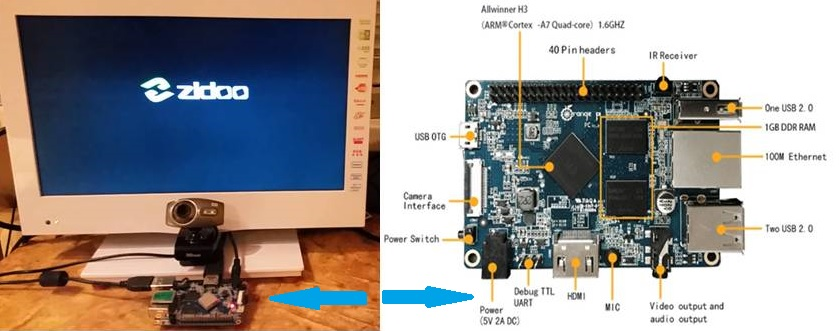 zidoo
Allwinner H3
(ARM®Cortex -A7 Quad-core) 1.6GHZ
40 Pin headers
IR Receiver
One USB 2.0
1GB DDR RAM
100M Ethernet
USB OTG
Camera
Interface
Two USB 2.0
Power Switch
Power
(5V 2A DC)
Debug TTL
UART
HDMI
MIC
Video output and
audio output
range
PC